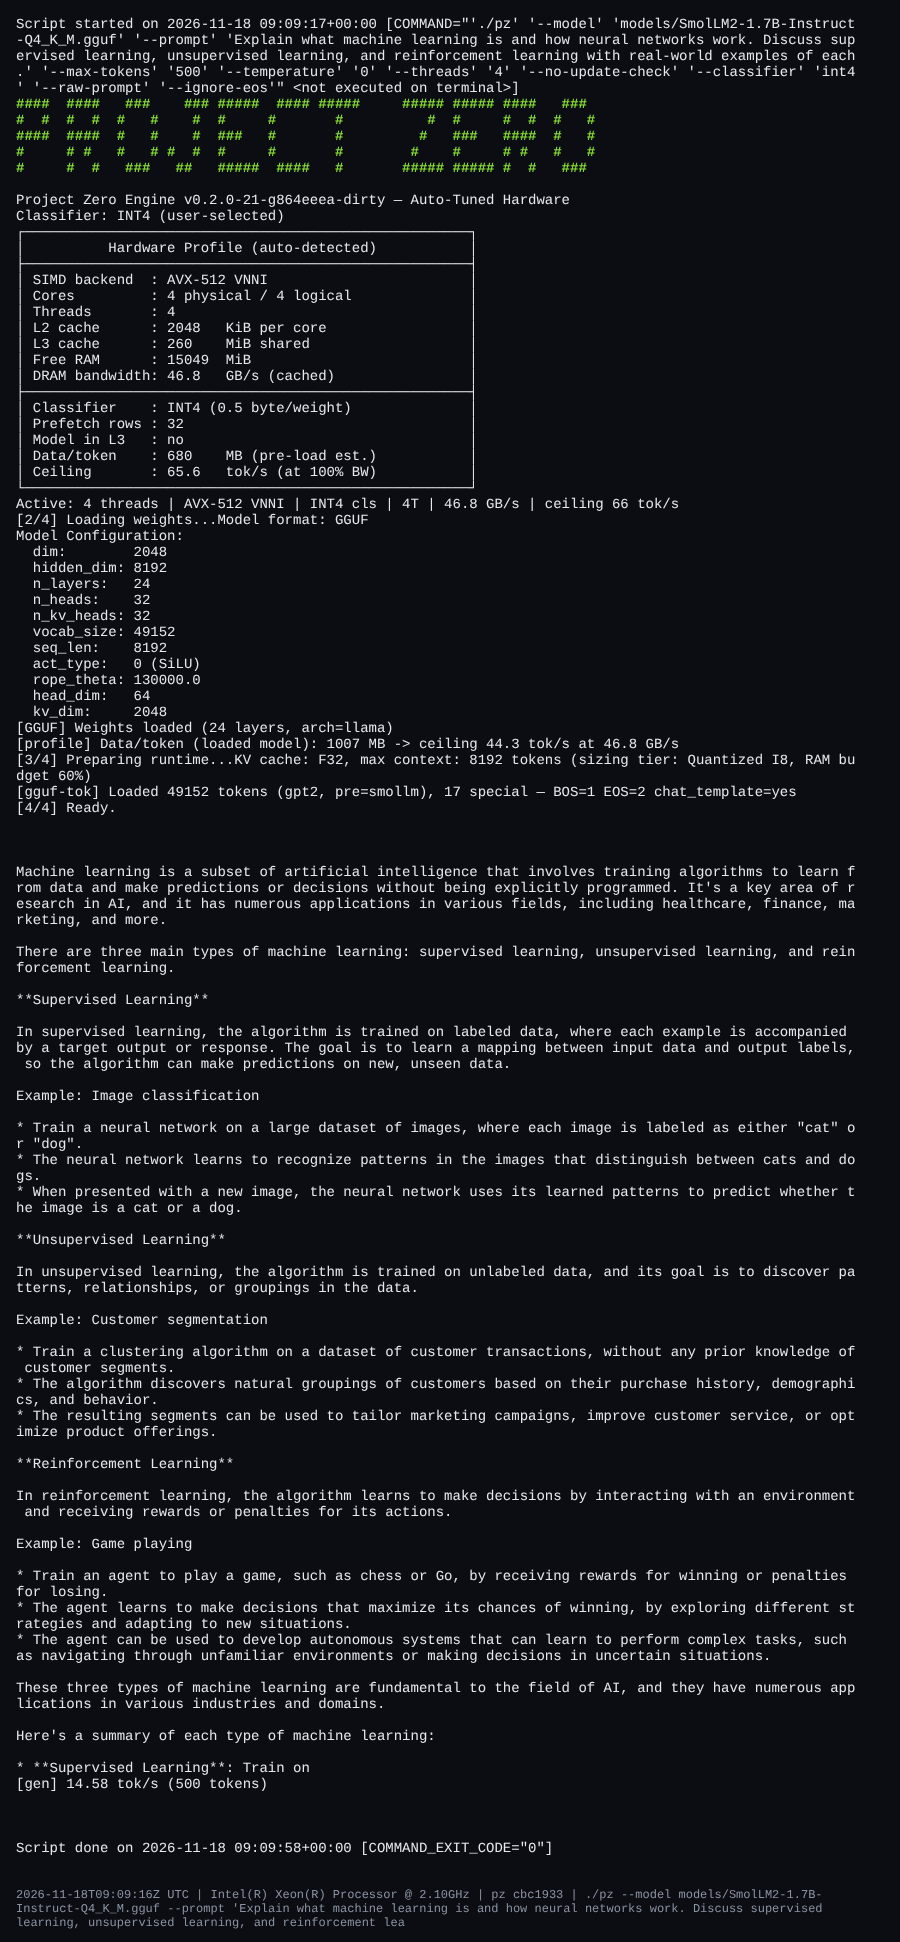 Script started on 2026-11-18 09:09:17+00:00 [COMMAND="'./pz' '--model' 'models/SmolLM2-1.7B-Instruct
-Q4_K_M.gguf' '--prompt' 'Explain what machine learning is and how neural networks work. Discuss sup
ervised learning, unsupervised learning, and reinforcement learning with real-world examples of each
.' '--max-tokens' '500' '--temperature' '0' '--threads' '4' '--no-update-check' '--classifier' 'int4
' '--raw-prompt' '--ignore-eos'" <not executed on terminal>]
PROJECT ZERO
Project Zero Engine v0.2.0-21-g864eeea-dirty — Auto-Tuned Hardware
Classifier: INT4 (user-selected)
Hardware Profile (auto-detected)
SIMD backend : AVX-512 VNNI
Cores : 4 physical / 4 logical
Threads : 4
L2 cache : 2048 KiB per core
L3 cache : 260 MiB shared
Free RAM : 15049 MiB
DRAM bandwidth: 46.8 GB/s (cached)
Classifier : INT4 (0.5 byte/weight)
Prefetch rows : 32
Model in L3 : no
Data/token : 680 MB (pre-load est.)
Ceiling : 65.6 tok/s (at 100% BW)
Active: 4 threads | AVX-512 VNNI | INT4 cls | 4T | 46.8 GB/s | ceiling 66 tok/s
[2/4] Loading weights...Model format: GGUF
Model Configuration:
dim: 2048
hidden_dim: 8192
n_layers: 24
n_heads: 32
n_kv_heads: 32
vocab_size: 49152
seq_len: 8192
act_type: 0 (SiLU)
rope_theta: 130000.0
head_dim: 64
kv_dim: 2048
[GGUF] Weights loaded (24 layers, arch=llama)
[profile] Data/token (loaded model): 1007 MB -> ceiling 44.3 tok/s at 46.8 GB/s
[3/4] Preparing runtime...KV cache: F32, max context: 8192 tokens (sizing tier: Quantized I8, RAM bu
dget 60%)
[gguf-tok] Loaded 49152 tokens (gpt2, pre=smollm), 17 special — BOS=1 EOS=2 chat_template=yes
[4/4] Ready.
Machine learning is a subset of artificial intelligence that involves training algorithms to learn f
rom data and make predictions or decisions without being explicitly programmed. It's a key area of r
esearch in AI, and it has numerous applications in various fields, including healthcare, finance, ma
rketing, and more.
There are three main types of machine learning: supervised learning, unsupervised learning, and rein
forcement learning.
**Supervised Learning**
In supervised learning, the algorithm is trained on labeled data, where each example is accompanied
by a target output or response. The goal is to learn a mapping between input data and output labels,
so the algorithm can make predictions on new, unseen data.
Example: Image classification
* Train a neural network on a large dataset of images, where each image is labeled as either "cat" o
r "dog".
* The neural network learns to recognize patterns in the images that distinguish between cats and do
gs.
* When presented with a new image, the neural network uses its learned patterns to predict whether t
he image is a cat or a dog.
**Unsupervised Learning**
In unsupervised learning, the algorithm is trained on unlabeled data, and its goal is to discover pa
tterns, relationships, or groupings in the data.
Example: Customer segmentation
* Train a clustering algorithm on a dataset of customer transactions, without any prior knowledge of
customer segments.
* The algorithm discovers natural groupings of customers based on their purchase history, demographi
cs, and behavior.
* The resulting segments can be used to tailor marketing campaigns, improve customer service, or opt
imize product offerings.
**Reinforcement Learning**
In reinforcement learning, the algorithm learns to make decisions by interacting with an environment
and receiving rewards or penalties for its actions.
Example: Game playing
* Train an agent to play a game, such as chess or Go, by receiving rewards for winning or penalties
for losing.
* The agent learns to make decisions that maximize its chances of winning, by exploring different st
rategies and adapting to new situations.
* The agent can be used to develop autonomous systems that can learn to perform complex tasks, such
as navigating through unfamiliar environments or making decisions in uncertain situations.
These three types of machine learning are fundamental to the field of AI, and they have numerous app
lications in various industries and domains.
Here's a summary of each type of machine learning:
* **Supervised Learning**: Train on
[gen] 14.58 tok/s (500 tokens)
Script done on 2026-11-18 09:09:58+00:00 [COMMAND_EXIT_CODE="0"]
2026-11-18T09:09:16Z UTC | Intel(R) Xeon(R) Processor @ 2.10GHz | pz cbc1933 | ./pz --model models/SmolLM2-1.7B-
Instruct-Q4_K_M.gguf --prompt 'Explain what machine learning is and how neural networks work. Discuss supervised
learning, unsupervised learning, and reinforcement lea